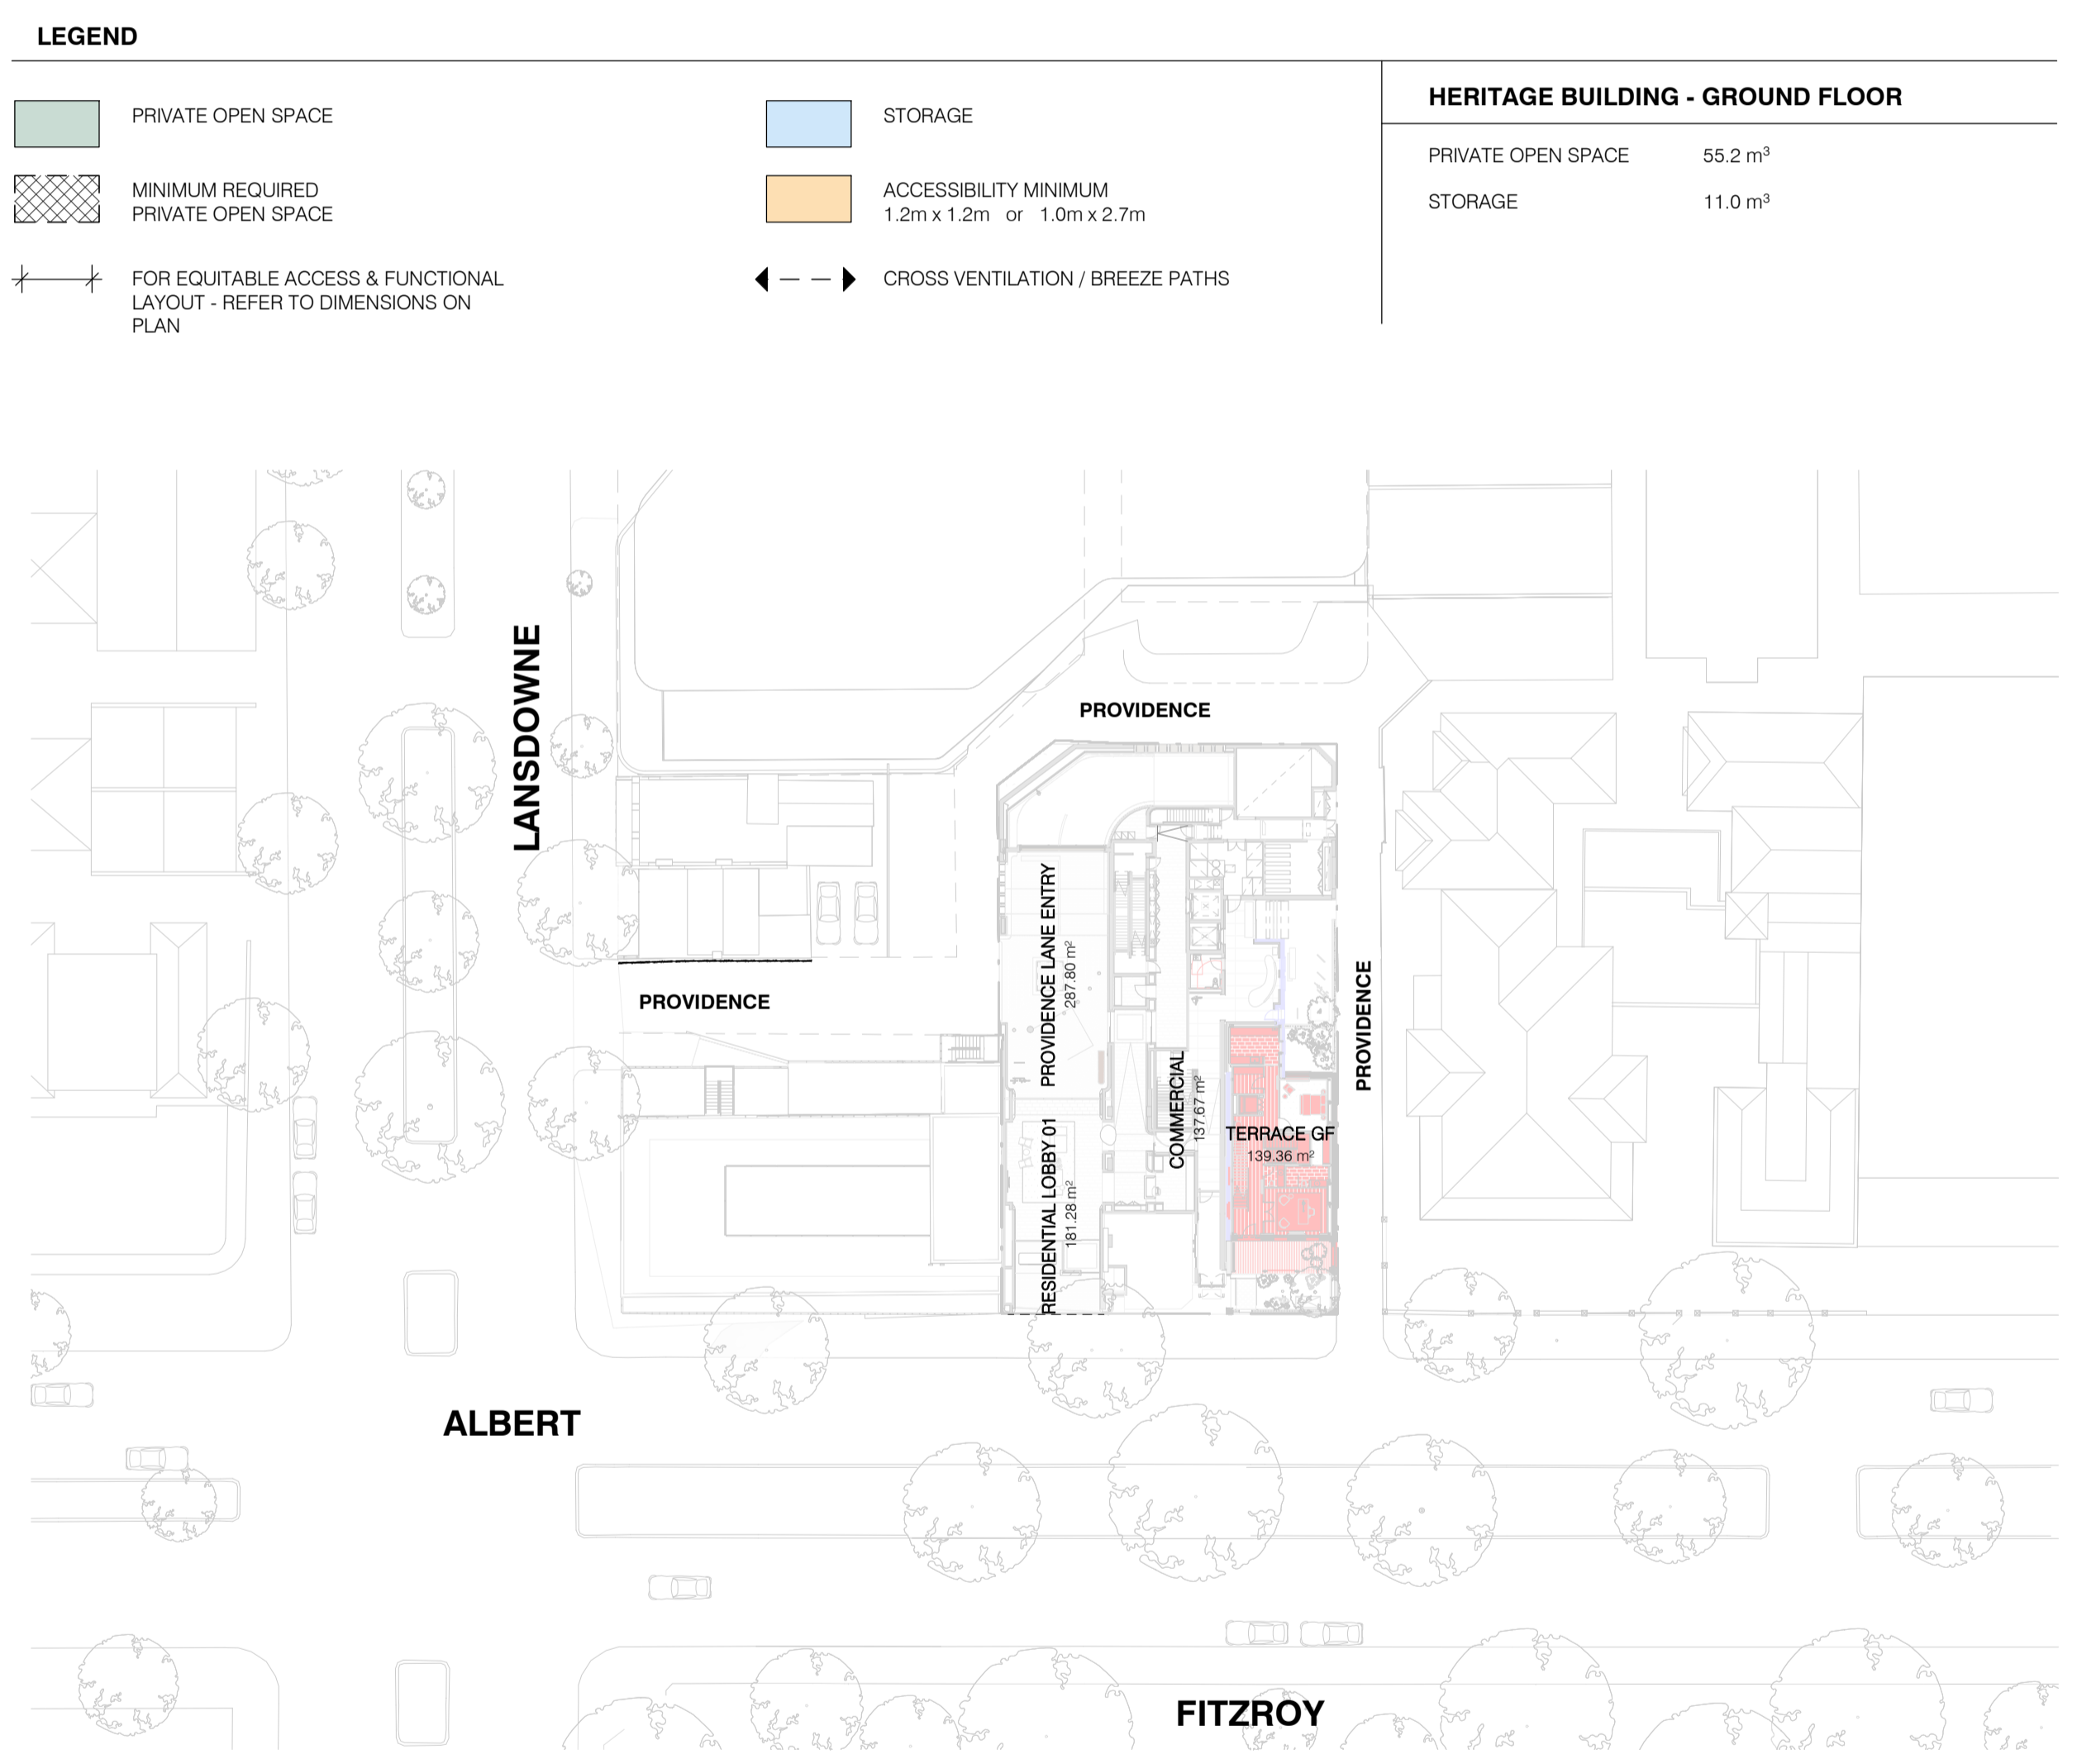 LEGEND
PRIVATE OPEN SPACE
MINIMUM REQUIRED
PRIVATE OPEN SPACE
FOR EQUITABLE ACCESS & FUNCTIONAL
LAYOUT - REFER TO DIMENSIONS ON
PLAN
STORAGE
ACCESSIBILITY MINIMUM
1.2m x 1.2m or 1.0m x 2.7m
CROSS VENTILATION / BREEZE PATHS
HERITAGE BUILDING - GROUND FLOOR
PRIVATE OPEN SPACE 55.2 m³
STORAGE 11.0 m³
LANSDOWNE
PROVIDENCE
PROVIDENCE
PROVIDENCE LANE ENTRY
287.80 m²
RESIDENTIAL LOBBY 01
181.28 m²
COMMERCIAL
137.67 m²
TERRACE GF
139.36 m²
PROVIDENCE
ALBERT
FITZROY